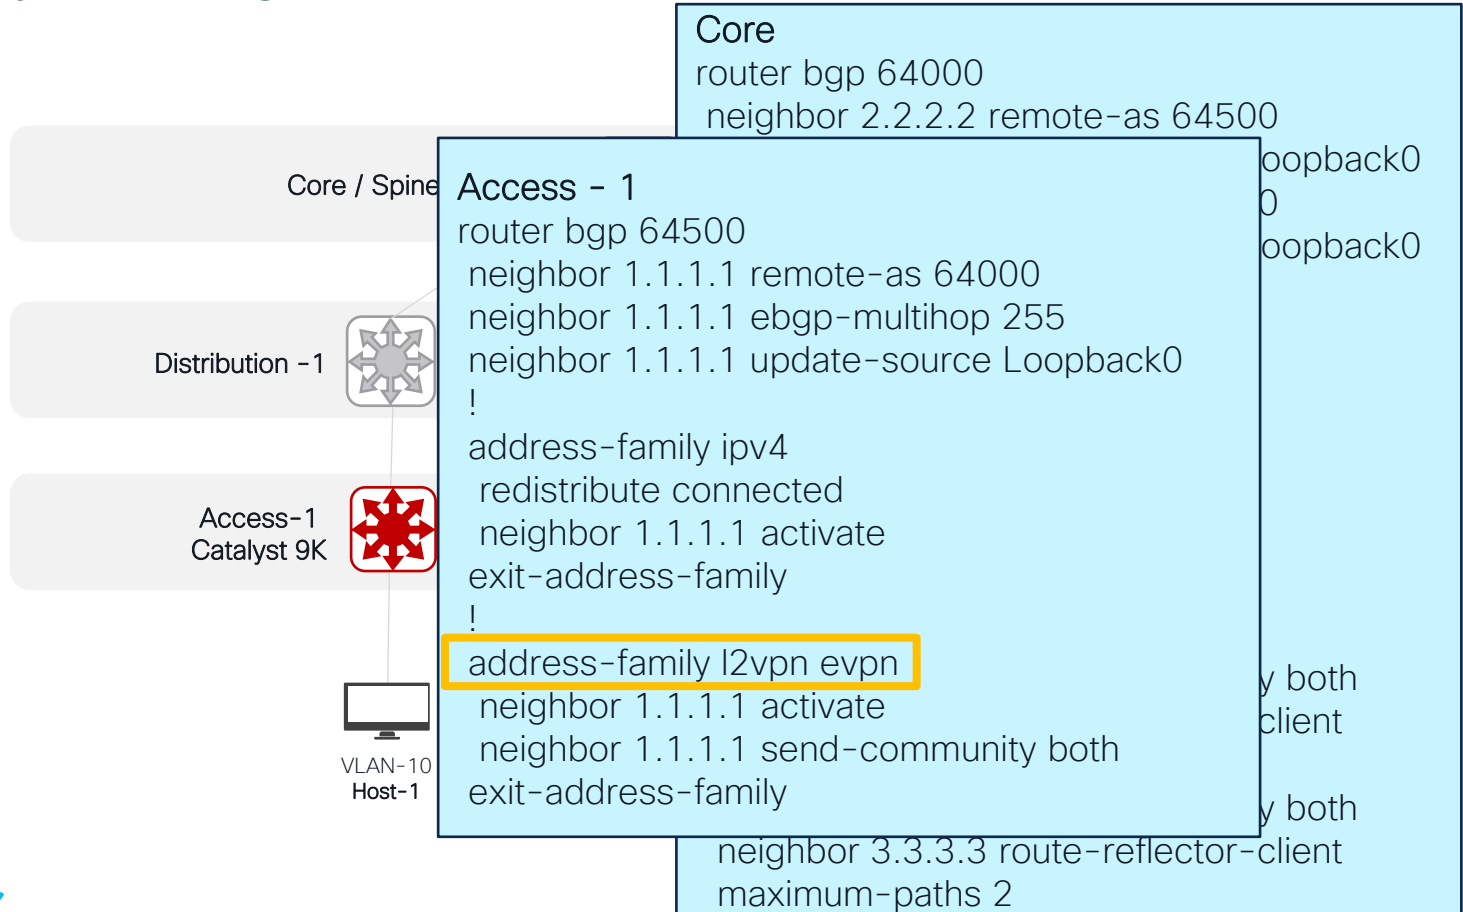 Core
router bgp 64000
neighbor 2.2.2.2 remote-as 64500
oopback0
0
oopback0
Core / Spine
Access - 1
router bgp 64500
neighbor 1.1.1.1 remote-as 64000
neighbor 1.1.1.1 ebgp-multihop 255
neighbor 1.1.1.1 update-source Loopback0
!
address-family ipv4
redistribute connected
neighbor 1.1.1.1 activate
exit-address-family
!
address-family l2vpn evpn
neighbor 1.1.1.1 activate
neighbor 1.1.1.1 send-community both
exit-address-family
Distribution -1
Access-1
Catalyst 9K
VLAN-10
Host-1
y both
client
y both
neighbor 3.3.3.3 route-reflector-client
maximum-paths 2